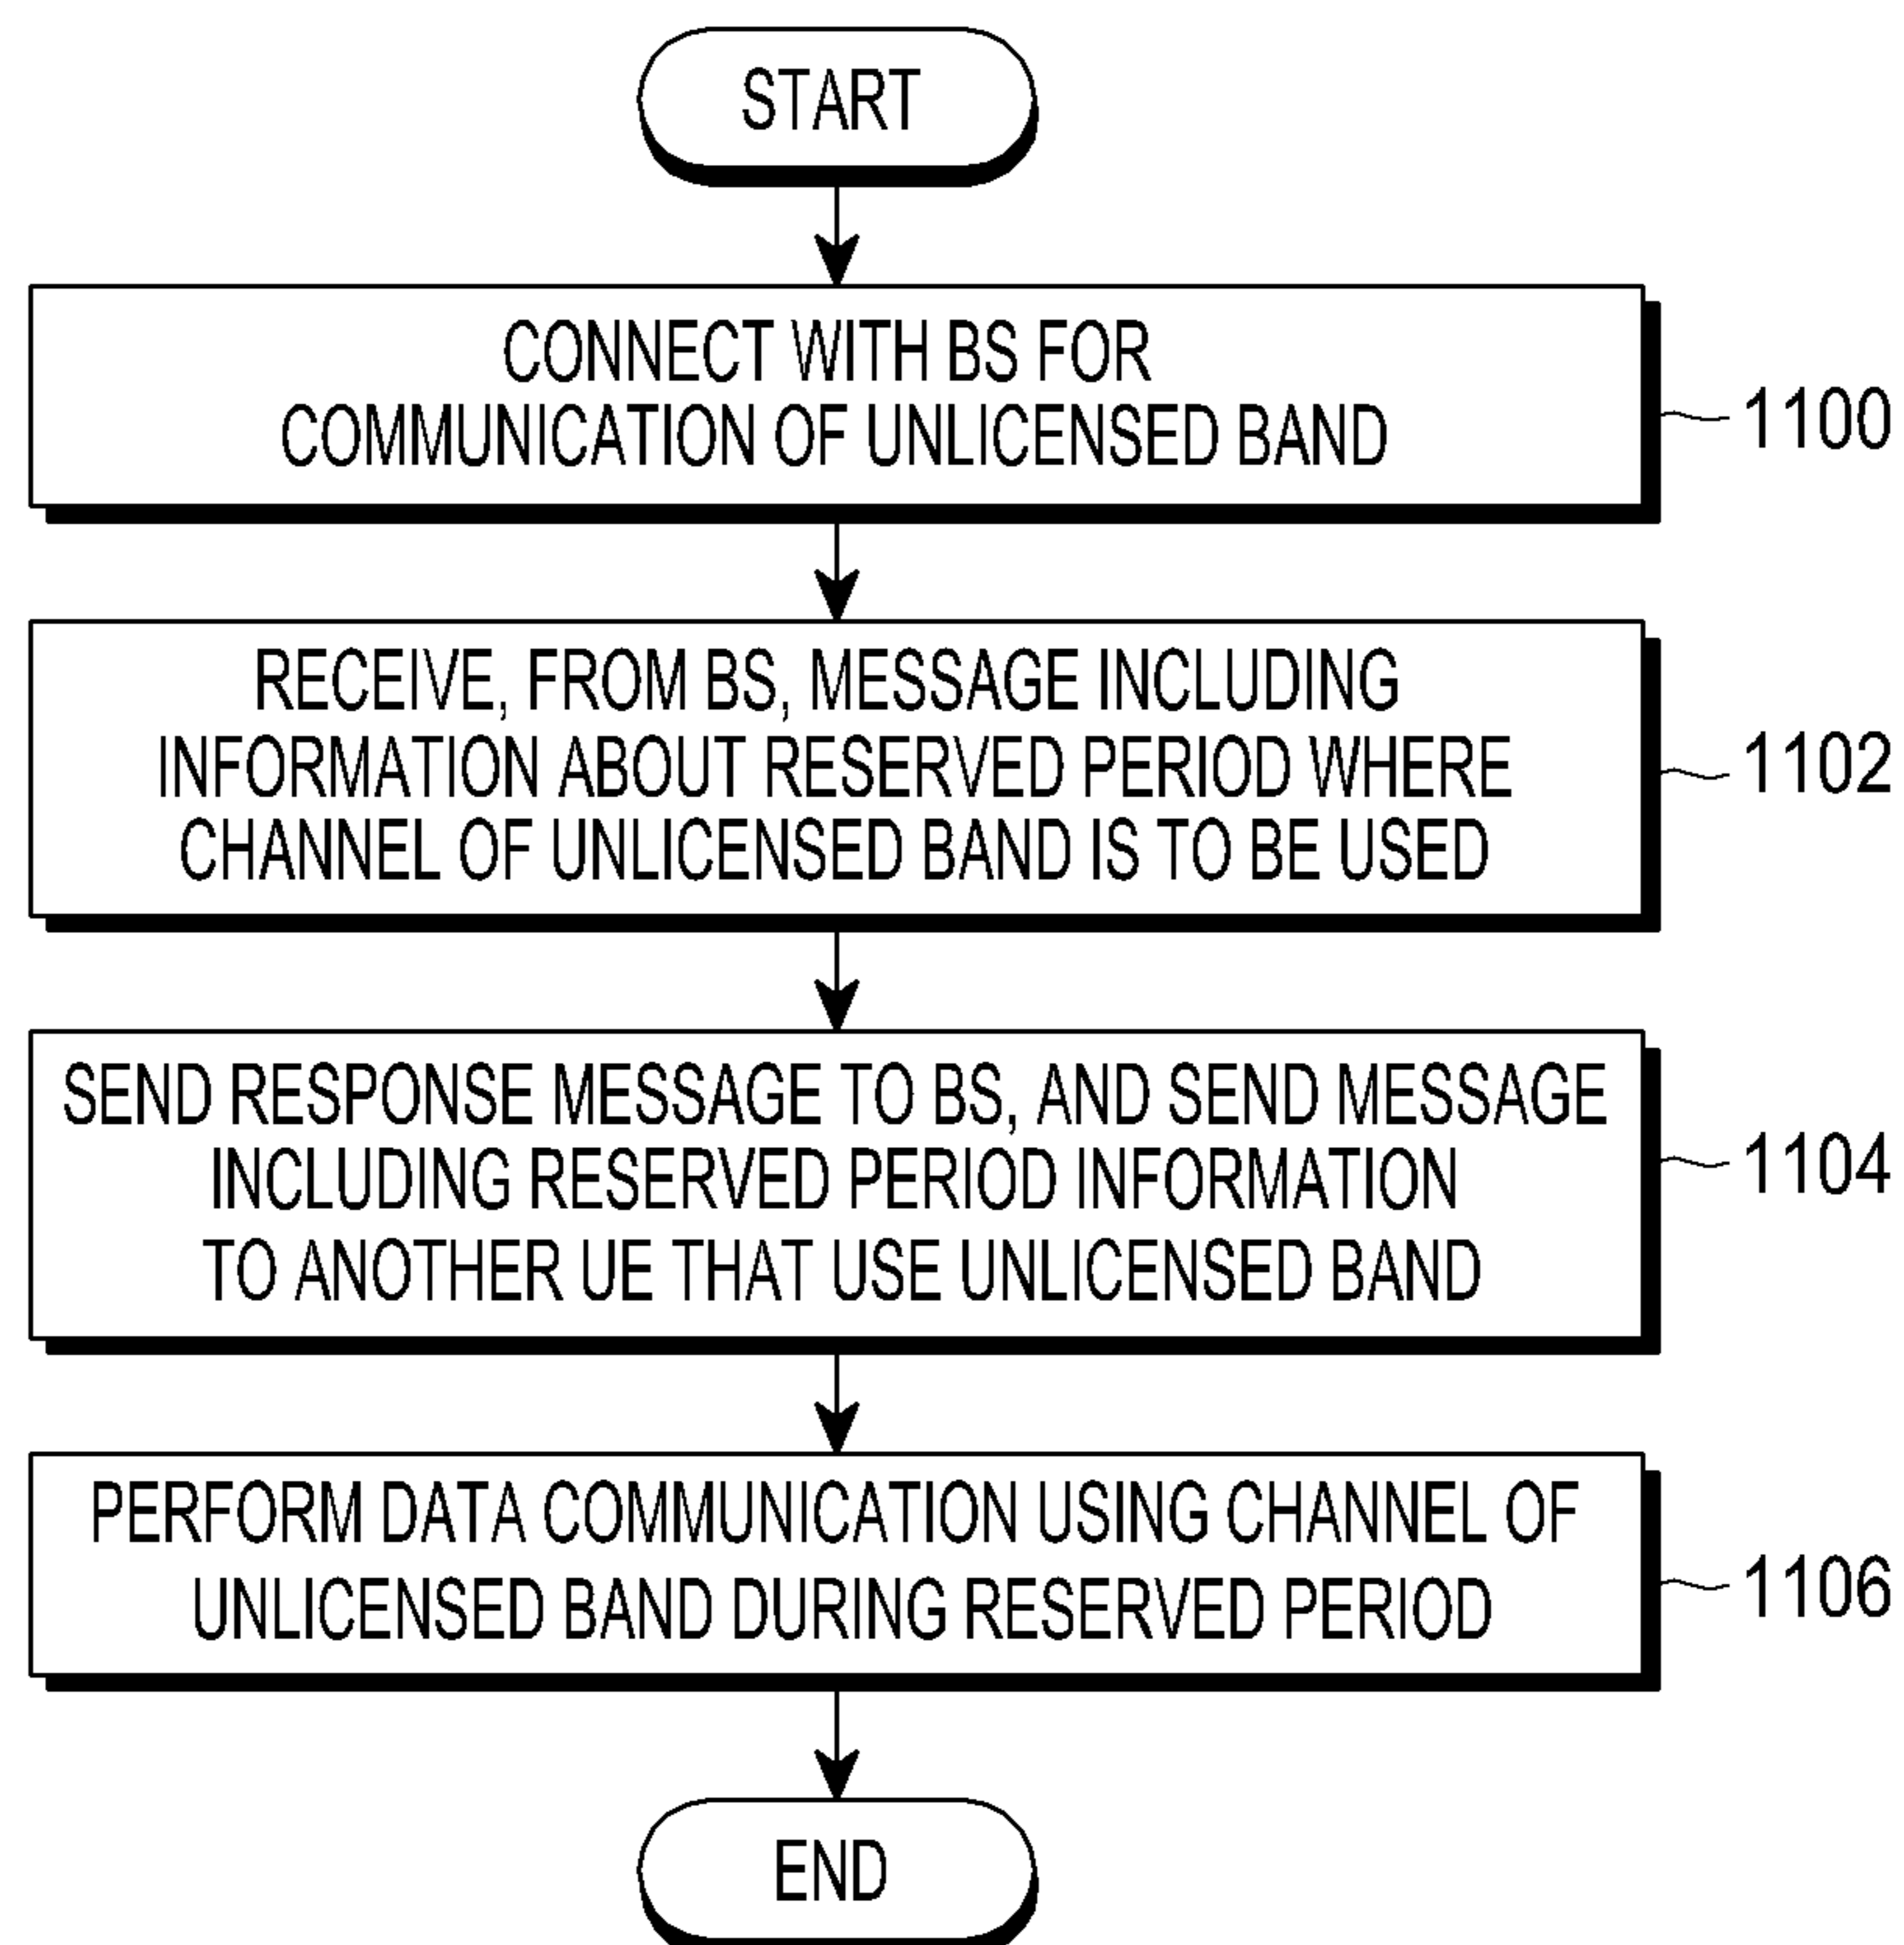 START
CONNECT WITH BS FOR
COMMUNICATION OF UNLICENSED BAND
1100
RECEIVE, FROM BS, MESSAGE INCLUDING
INFORMATION ABOUT RESERVED PERIOD WHERE
CHANNEL OF UNLICENSED BAND IS TO BE USED
1102
SEND RESPONSE MESSAGE TO BS, AND SEND MESSAGE
INCLUDING RESERVED PERIOD INFORMATION
TO ANOTHER UE THAT USE UNLICENSED BAND
1104
PERFORM DATA COMMUNICATION USING CHANNEL OF
UNLICENSED BAND DURING RESERVED PERIOD
1106
END